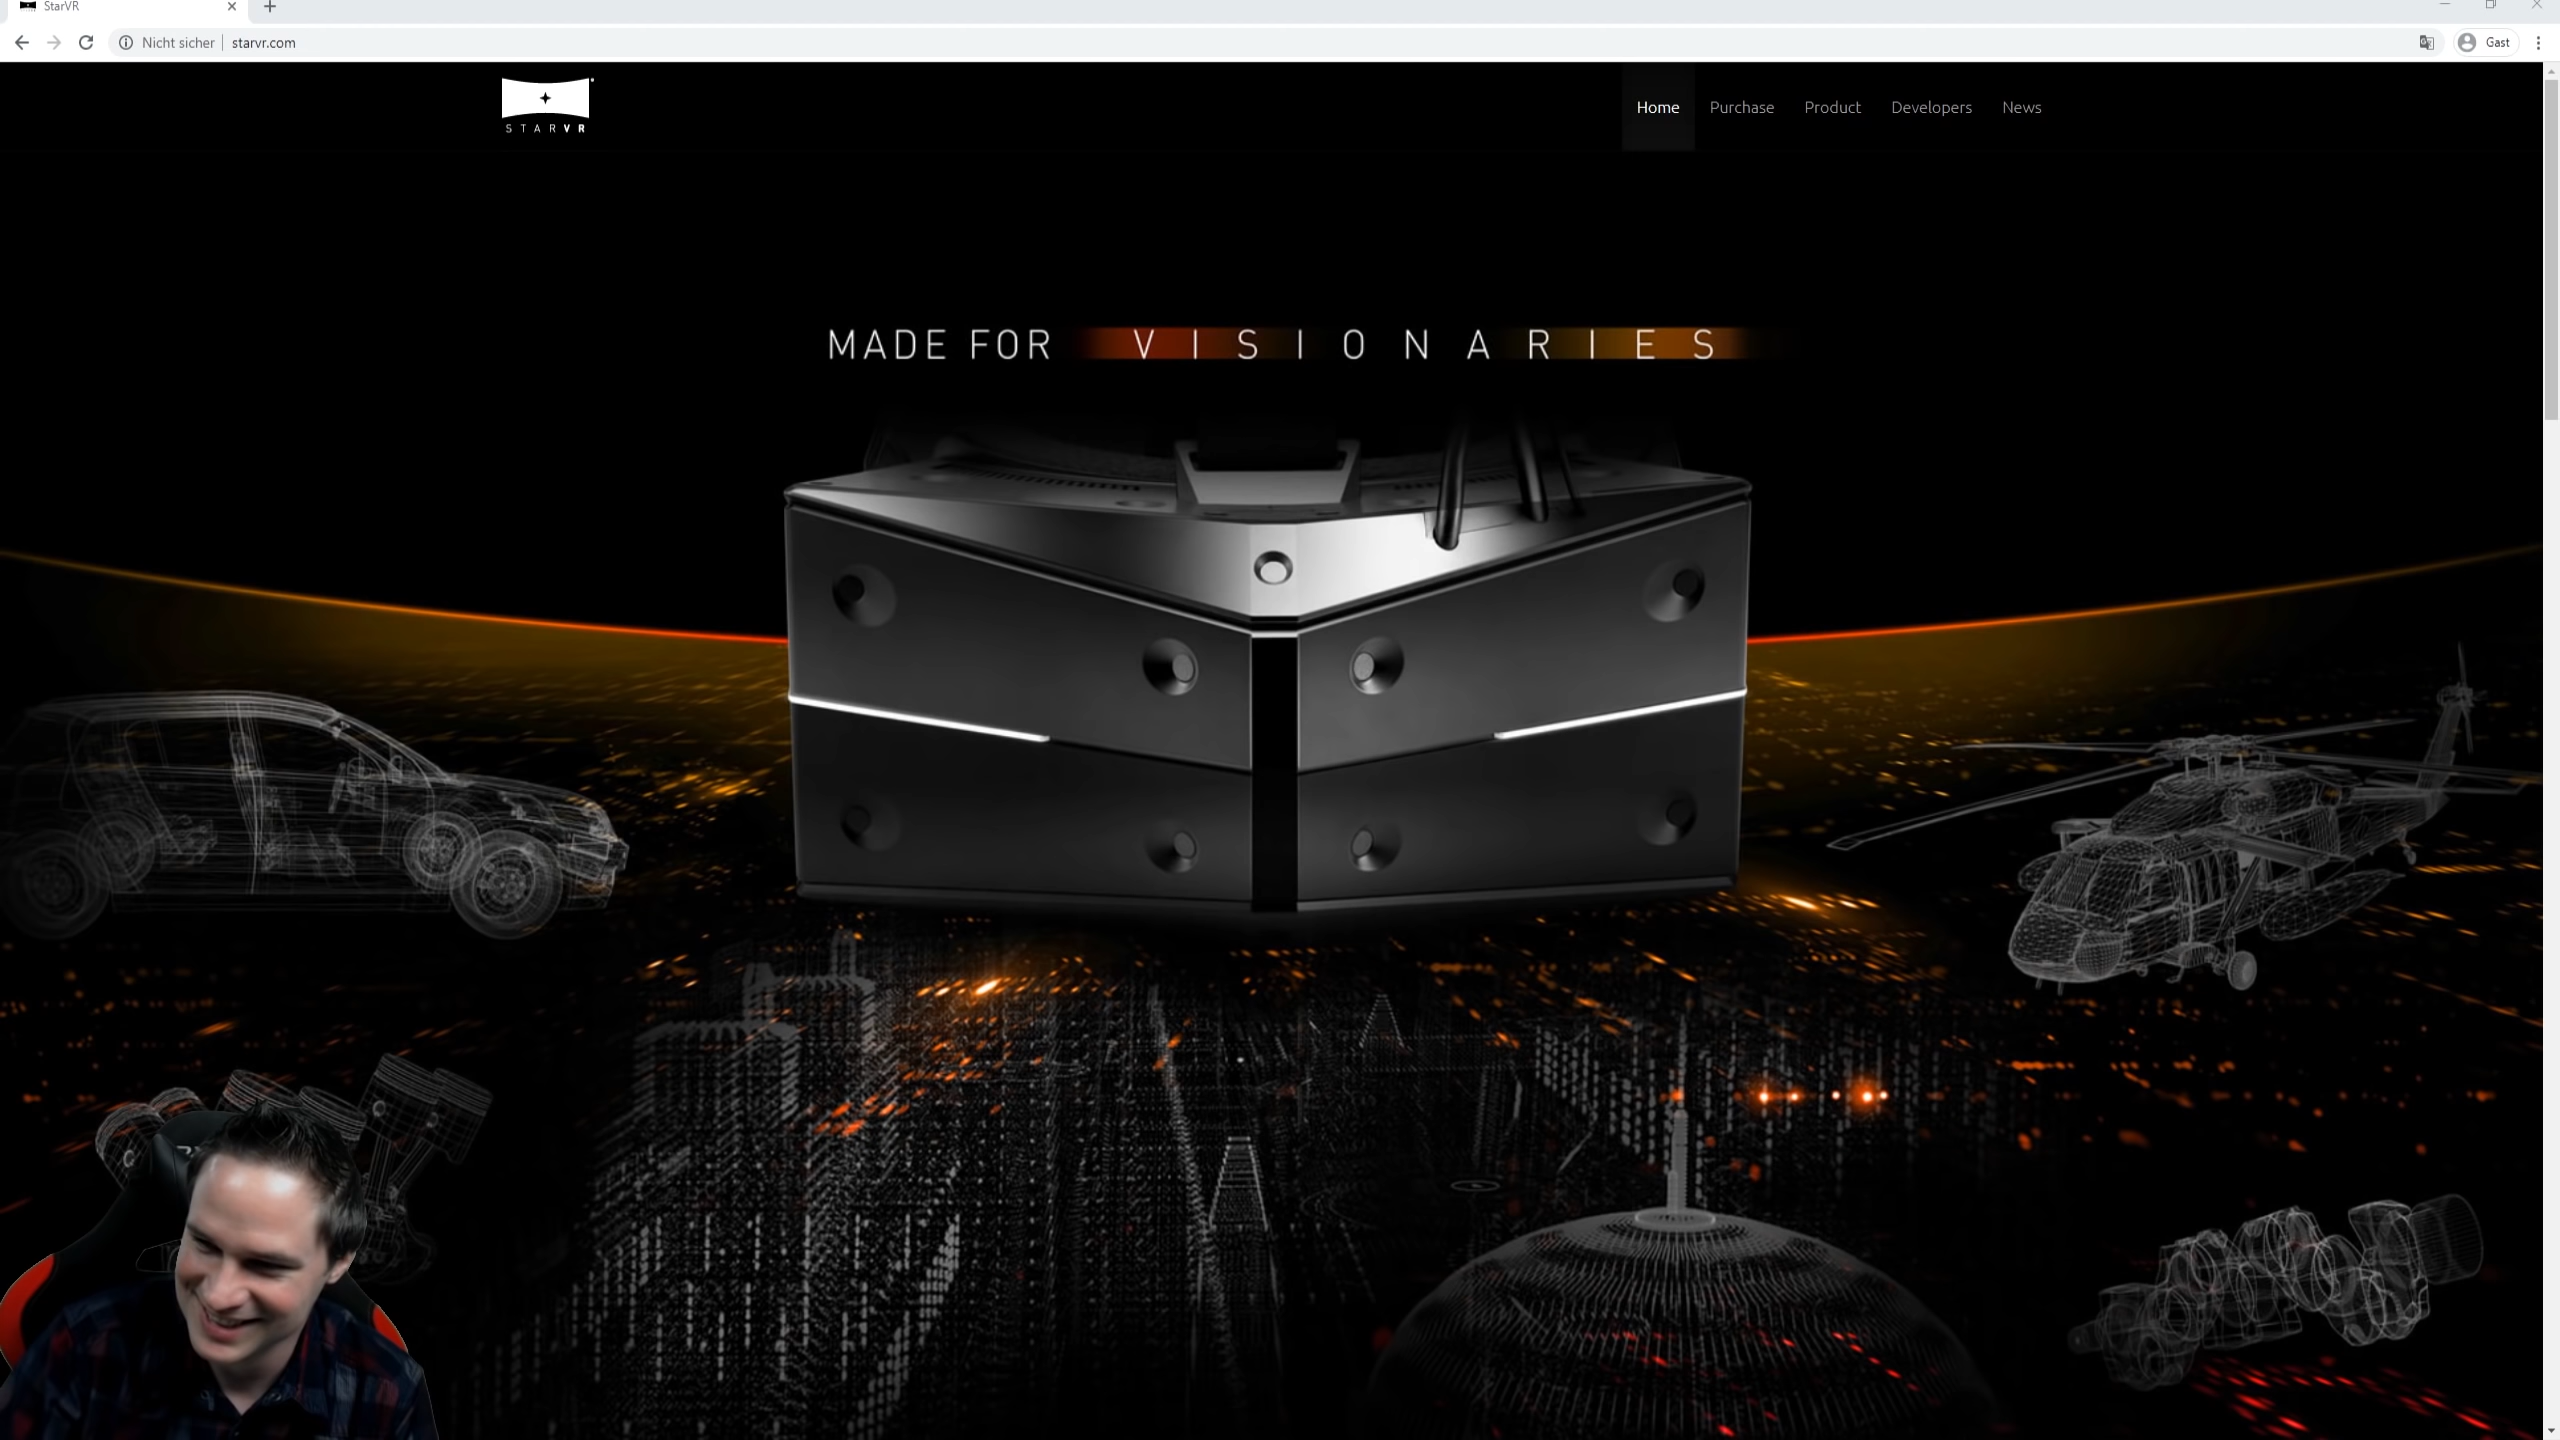 StarVR
Nicht sicher
starvr.com
Gast
STARVR
Home
Purchase
Product
Developers
News
MADE FOR VISIONARIES